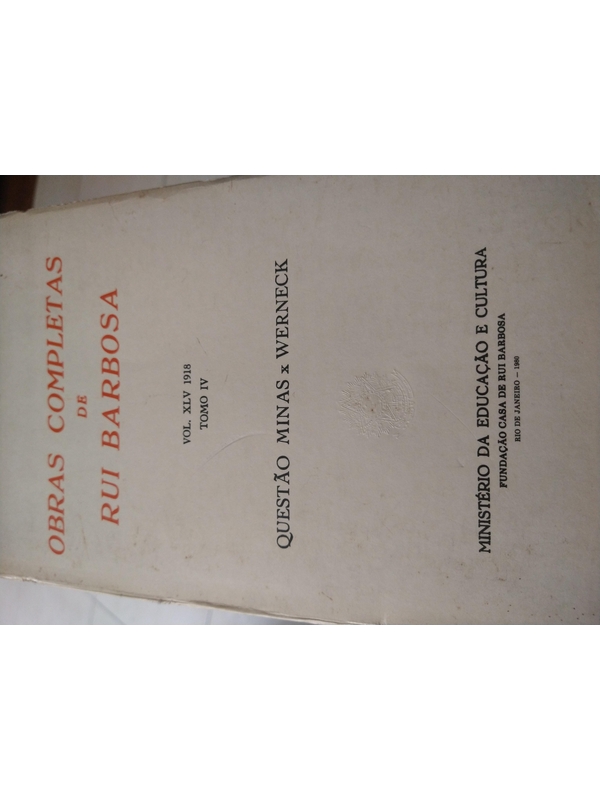 OBRAS COMPLETAS
DE
RUI BARBOSA
VOL. XLV 1918
TOMO IV
QUESTÃO MINAS x WERNECK
MINISTÉRIO DA EDUCAÇÃO E CULTURA
FUNDAÇÃO CASA DE RUI BARBOSA
RIO DE JANEIRO — 1980